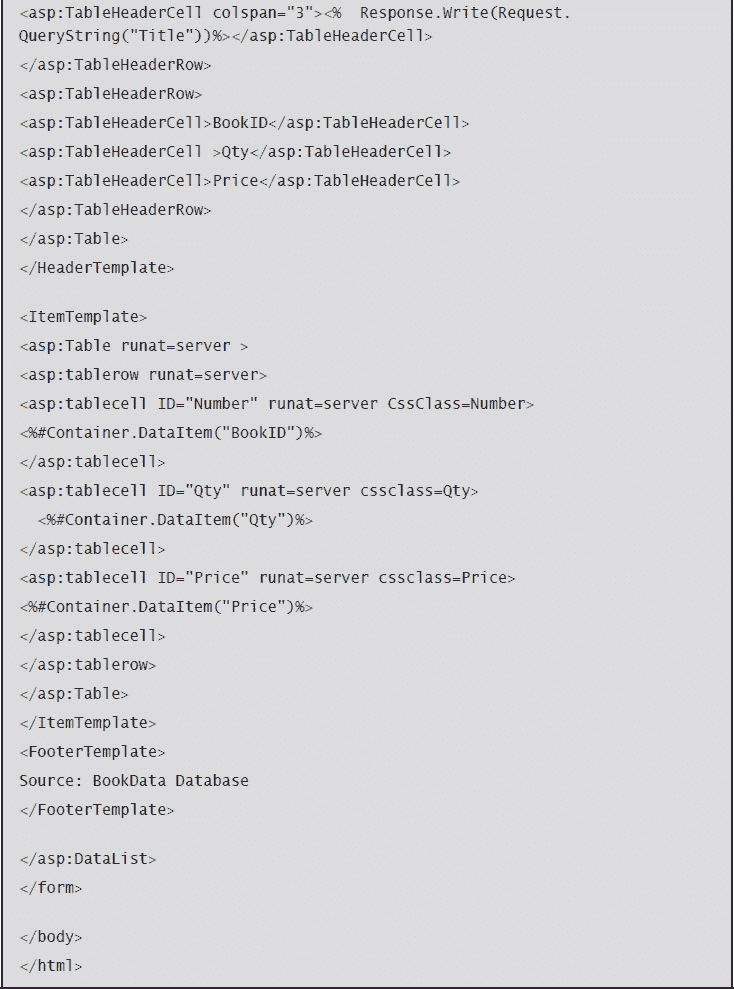 <asp:TableHeaderCell colspan="3"><%  Response.Write(Request.
QueryString("Title"))%></asp:TableHeaderCell>
</asp:TableHeaderRow>
<asp:TableHeaderRow>
<asp:TableHeaderCell>BookID</asp:TableHeaderCell>
<asp:TableHeaderCell >Qty</asp:TableHeaderCell>
<asp:TableHeaderCell>Price</asp:TableHeaderCell>
</asp:TableHeaderRow>
</asp:Table>
</HeaderTemplate>
<ItemTemplate>
<asp:Table runat=server >
<asp:tablerow runat=server>
<asp:tablecell ID="Number" runat=server CssClass=Number>
<%#Container.DataItem("BookID")%>
</asp:tablecell>
<asp:tablecell ID="Qty" runat=server cssclass=Qty>
<%#Container.DataItem("Qty")%>
</asp:tablecell>
<asp:tablecell ID="Price" runat=server cssclass=Price>
<%#Container.DataItem("Price")%>
</asp:tablecell>
</asp:tablerow>
</asp:Table>
</ItemTemplate>
<FooterTemplate>
Source: BookData Database
</FooterTemplate>
</asp:DataList>
</form>
</body>
</html>